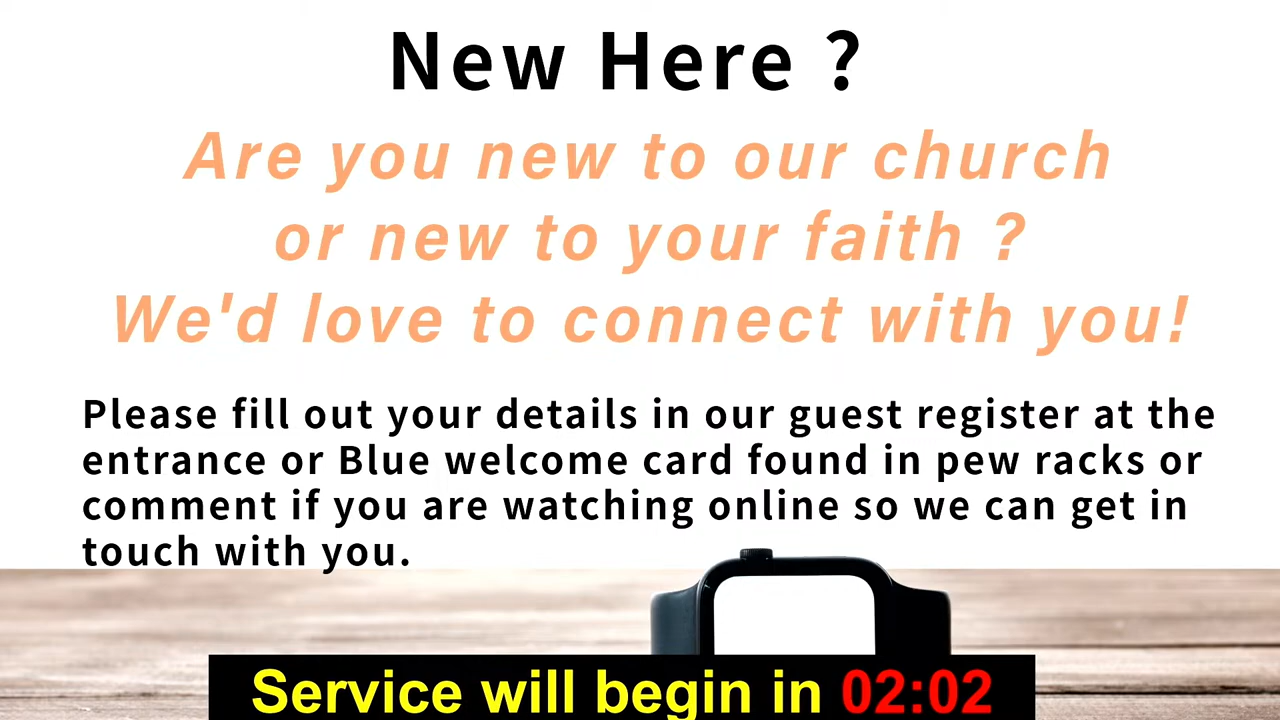 New Here ?
Are you new to our church
or new to your faith ?
We'd love to connect with you!
Please fill out your details in our guest register at the
entrance or Blue welcome card found in pew racks or
comment if you are watching online so we can get in
touch with you.
Service will begin in 02:02